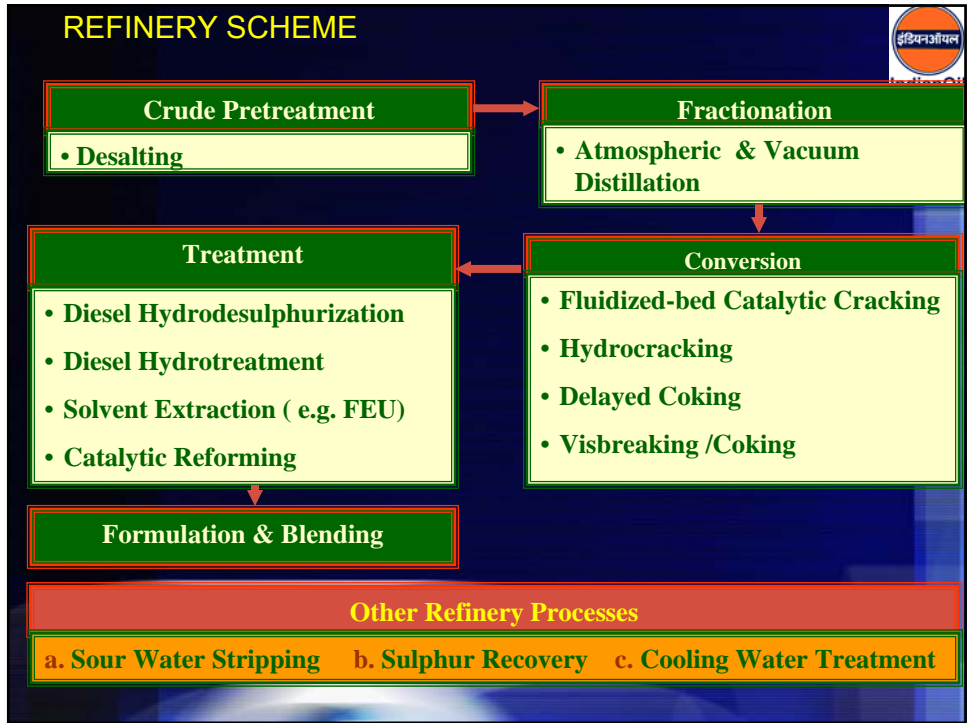 REFINERY SCHEME
इंडियनऑयल
IndianOil
Crude Pretreatment
• Desalting
Fractionation
• Atmospheric & Vacuum
Distillation
Conversion
• Fluidized-bed Catalytic Cracking
• Hydrocracking
• Delayed Coking
• Visbreaking /Coking
Treatment
• Diesel Hydrodesulphurization
• Diesel Hydrotreatment
• Solvent Extraction ( e.g. FEU)
• Catalytic Reforming
Formulation & Blending
Other Refinery Processes
a. Sour Water Stripping b. Sulphur Recovery c. Cooling Water Treatment